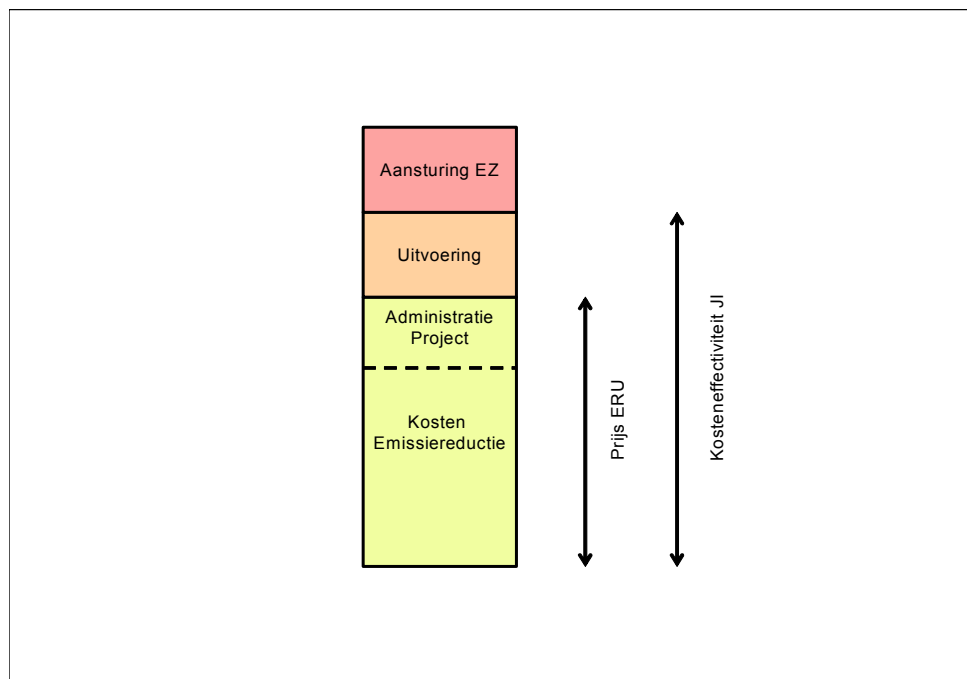 Aansturing EZ
Uitvoering
Administratie
Project
Kosten
Emissiereductie
Prijs ERU
Kosteneffectiviteit JI